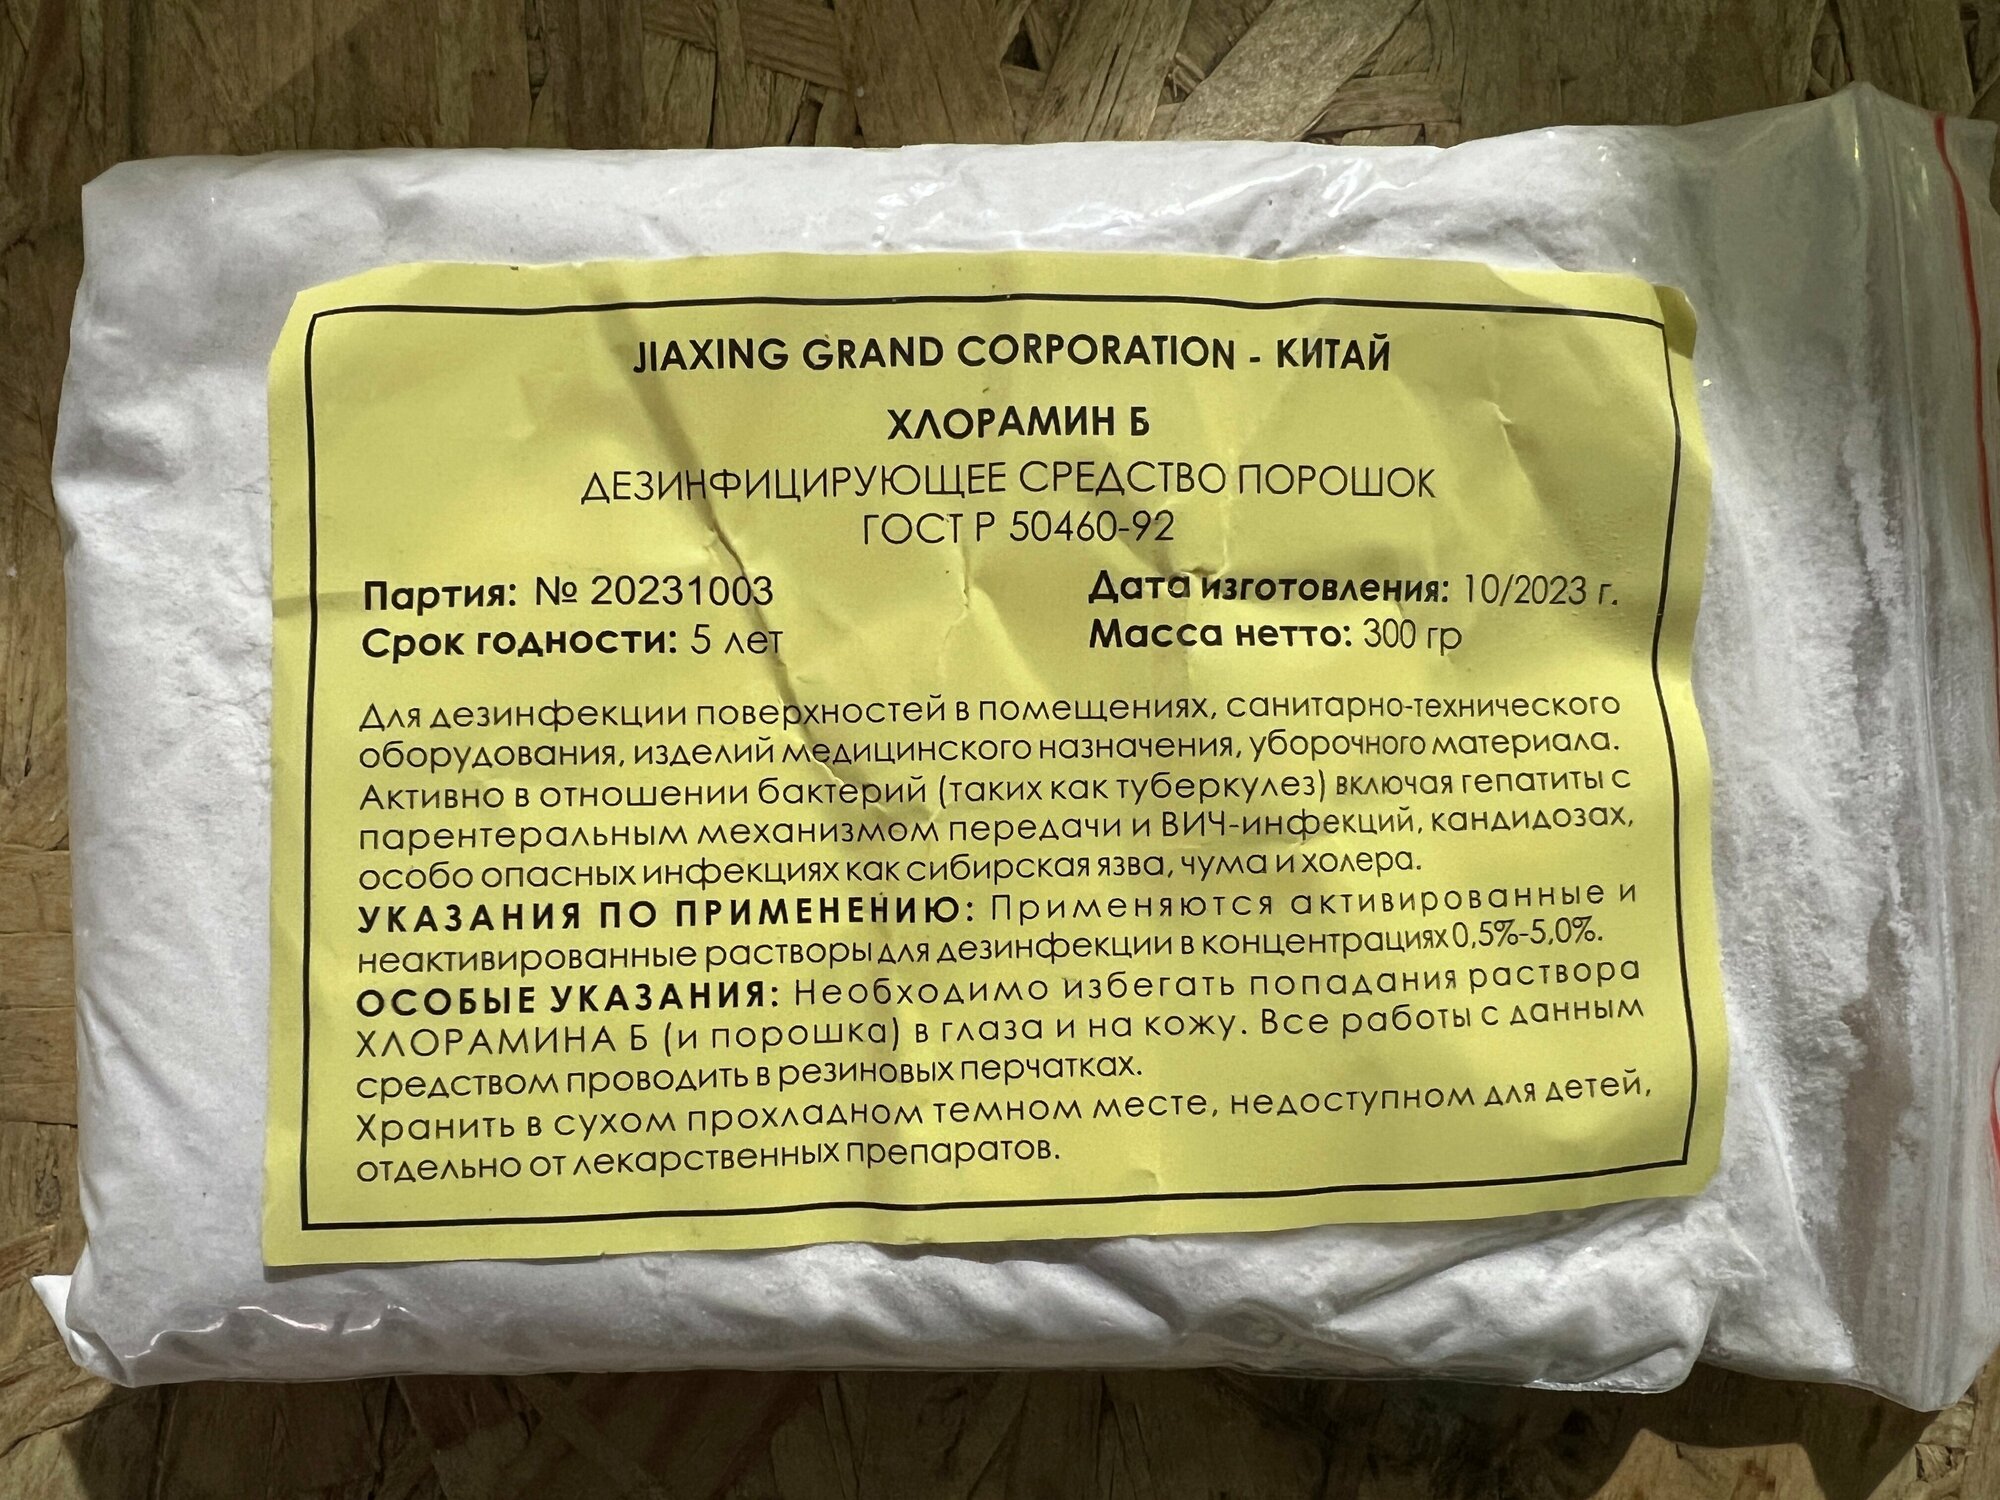 JIAXING GRAND CORPORATION - КИТАЙ
ХЛОРАМИН Б
ДЕЗИНФИЦИРУЮЩЕЕ СРЕДСТВО ПОРОШОК
ГОСТ Р 50460-92
Партия: № 20231003 Дата изготовления: 10/2023 г.
Срок годности: 5 лет Масса нетто: 300 гр
Для дезинфекции поверхностей в помещениях, санитарно-технического
оборудования, изделий медицинского назначения, уборочного материала.
Активно в отношении бактерий (таких как туберкулез) включая гепатиты с
парентеральным механизмом передачи и ВИЧ-инфекций, кандидозах,
особо опасных инфекциях как сибирская язва, чума и холера.
УКАЗАНИЯ ПО ПРИМЕНЕНИЮ: Применяются активированные и
неактивированные растворы для дезинфекции в концентрациях 0,5%-5,0%.
ОСОБЫЕ УКАЗАНИЯ: Необходимо избегать попадания раствора
ХЛОРАМИНА Б (и порошка) в глаза и на кожу. Все работы с данным
средством проводить в резиновых перчатках.
Хранить в сухом прохладном темном месте, недоступном для детей,
отдельно от лекарственных препаратов.